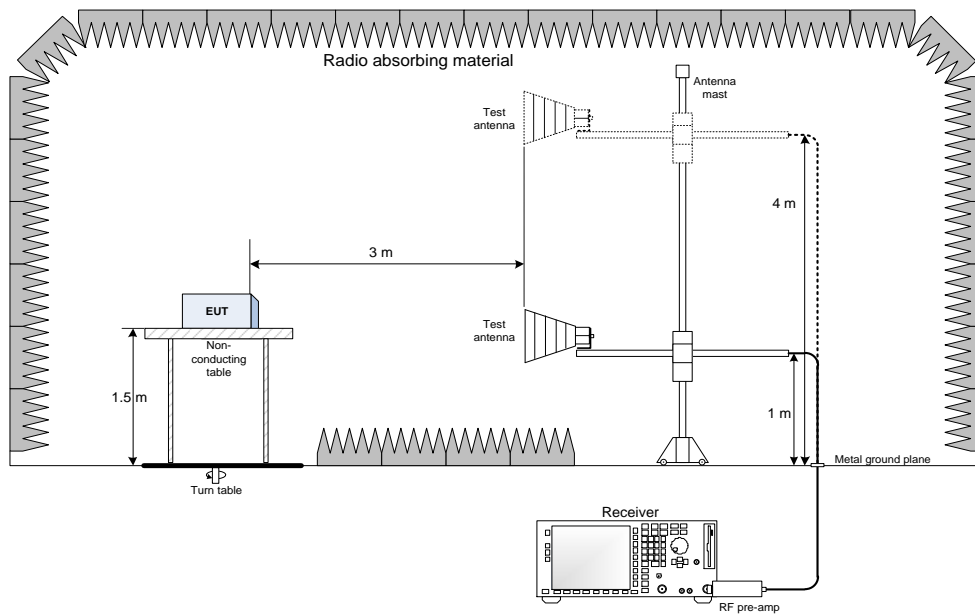 Radio absorbing material
Antenna
mast
Test
antenna
4 m
3 m
EUT
Test
antenna
Non-
conducting
table
1.5 m
1 m
Metal ground plane
Turn table
Receiver
RF pre-amp